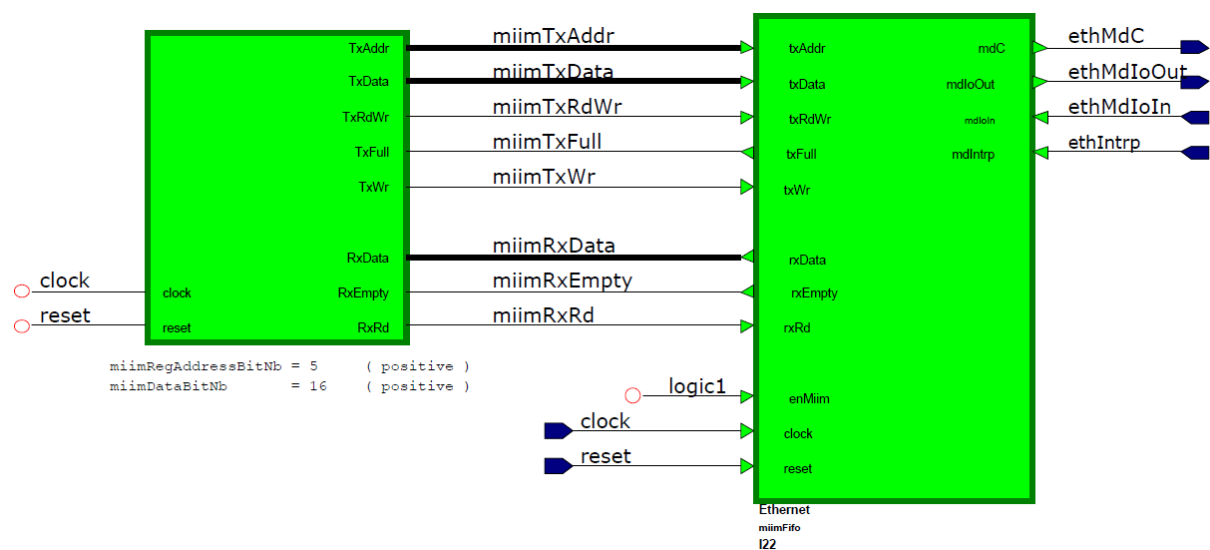 TxAddr miimTxAddr txAddr mdC ethMdC
TxData miimTxData txData mdIoOut ethMdIoOut
TxRdWr miimTxRdWr txRdWr mdIoIn ethMdIoIn
TxFull miimTxFull txFull mdIntrp ethIntrp
TxWr miimTxWr txWr
RxData miimRxData rxData
clock clock RxEmpty miimRxEmpty rxEmpty
reset reset RxRd miimRxRd rxRd
miimRegAddressBitNb = 5 ( positive )
miimDataBitNb = 16 ( positive )
logic1 enMiim
clock clock
reset reset
Ethernet
miimFifo
I22